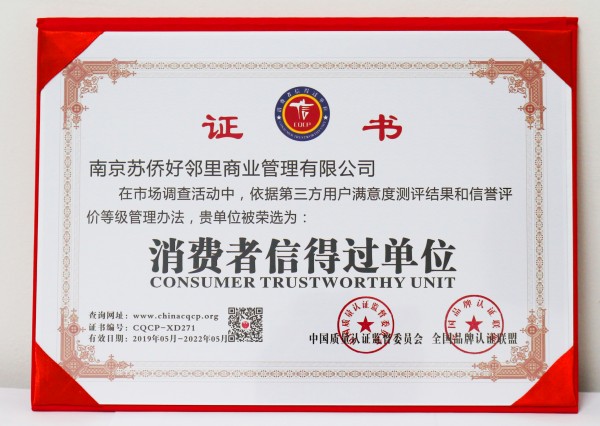 证 书
CQCP
南京苏侨好邻里商业管理有限公司
在市场调查活动中，依据第三方用户满意度测评结果和信誉评
价等级管理办法，贵单位被荣选为：
消费者信得过单位
CONSUMER TRUSTWORTHY UNIT
查询网址：www.chinacqcp.org
证书编号：CQCP-XD271
有效日期：2019年05月-2022年05月
中国质量认证监督委员会 全国品牌认证联盟